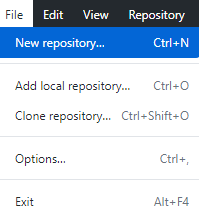 File Edit View Repository
New repository... Ctrl+N
Add local repository... Ctrl+O
Clone repository... Ctrl+Shift+O
Options... Ctrl+,
Exit Alt+F4